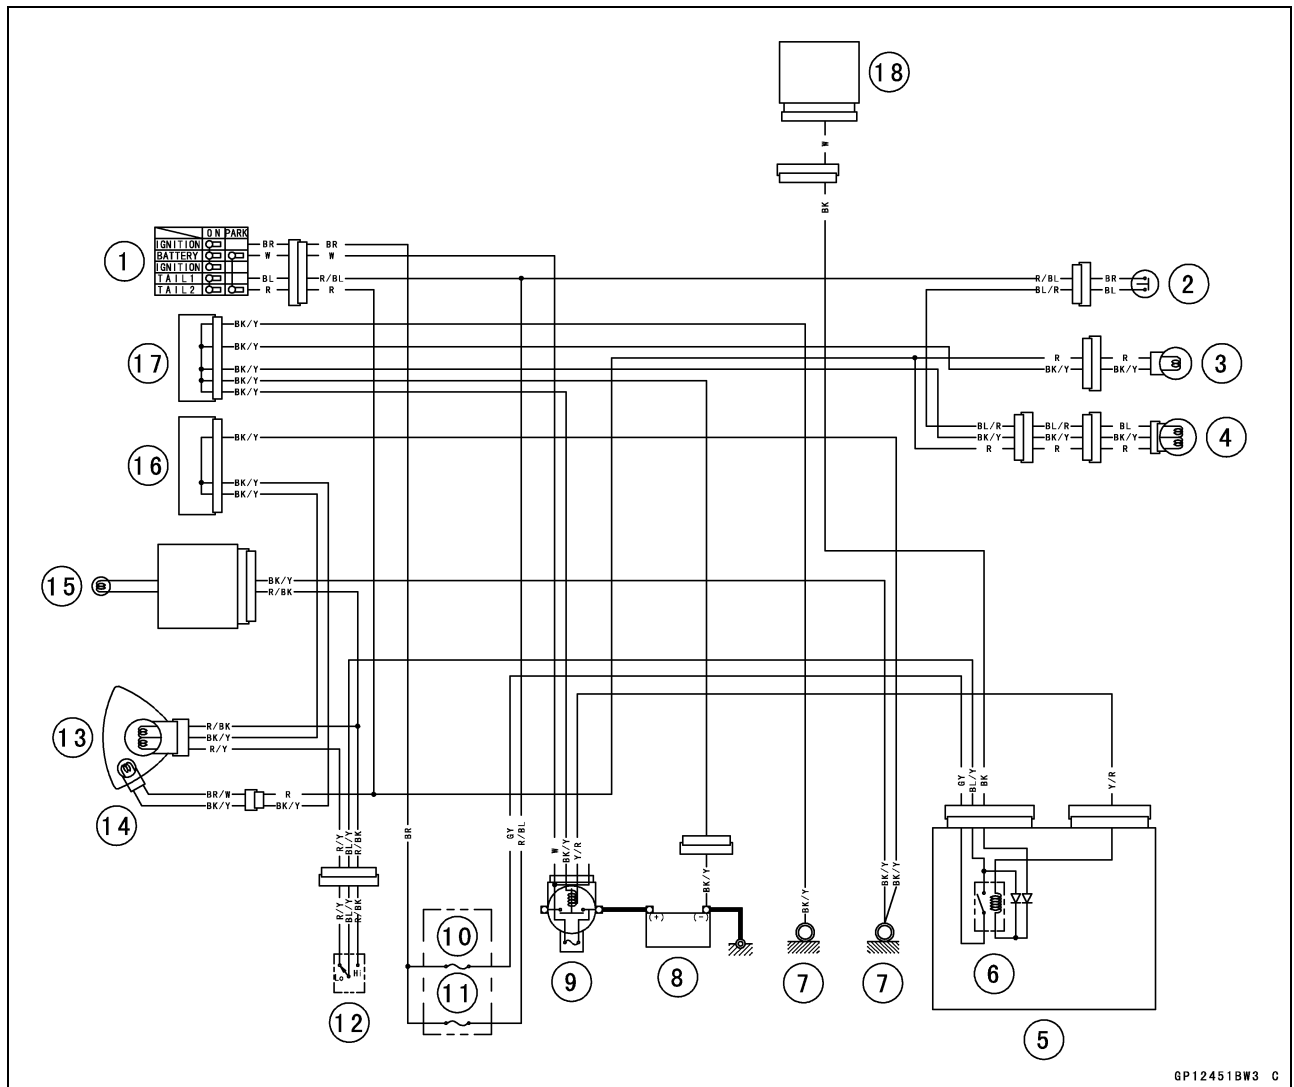 18
W
BK
ON PARK
IGNITION
BATTERY
IGNITION
TAIL1
TAIL2
BR
W
BL
R
BR
W
R/BL
R
1
R/BL
BL/R
BR
BL
2
17
BK/Y
BK/Y
BK/Y
BK/Y
BK/Y
R
BK/Y
R
BK/Y
3
BL/R
BK/Y
R
BL/R
BK/Y
R
BL
BK/Y
R
4
16
BK/Y
BK/Y
BK/Y
15
BK/Y
R/BK
13
R/BK
BK/Y
R/Y
BR/W
BK/Y
R
BK/Y
14
GY
BL/Y
BK
Y/R
R/Y
BL/Y
R/BK
BR
GY
R/BL
W
BK/Y
Y/R
BK/Y
BK/Y
BK/Y
BK/Y
R/Y
BL/Y
R/BK
Lo
Hi
12
10
11
9
(+)
(-)
8
7
7
6
5
GP12451BW3 C